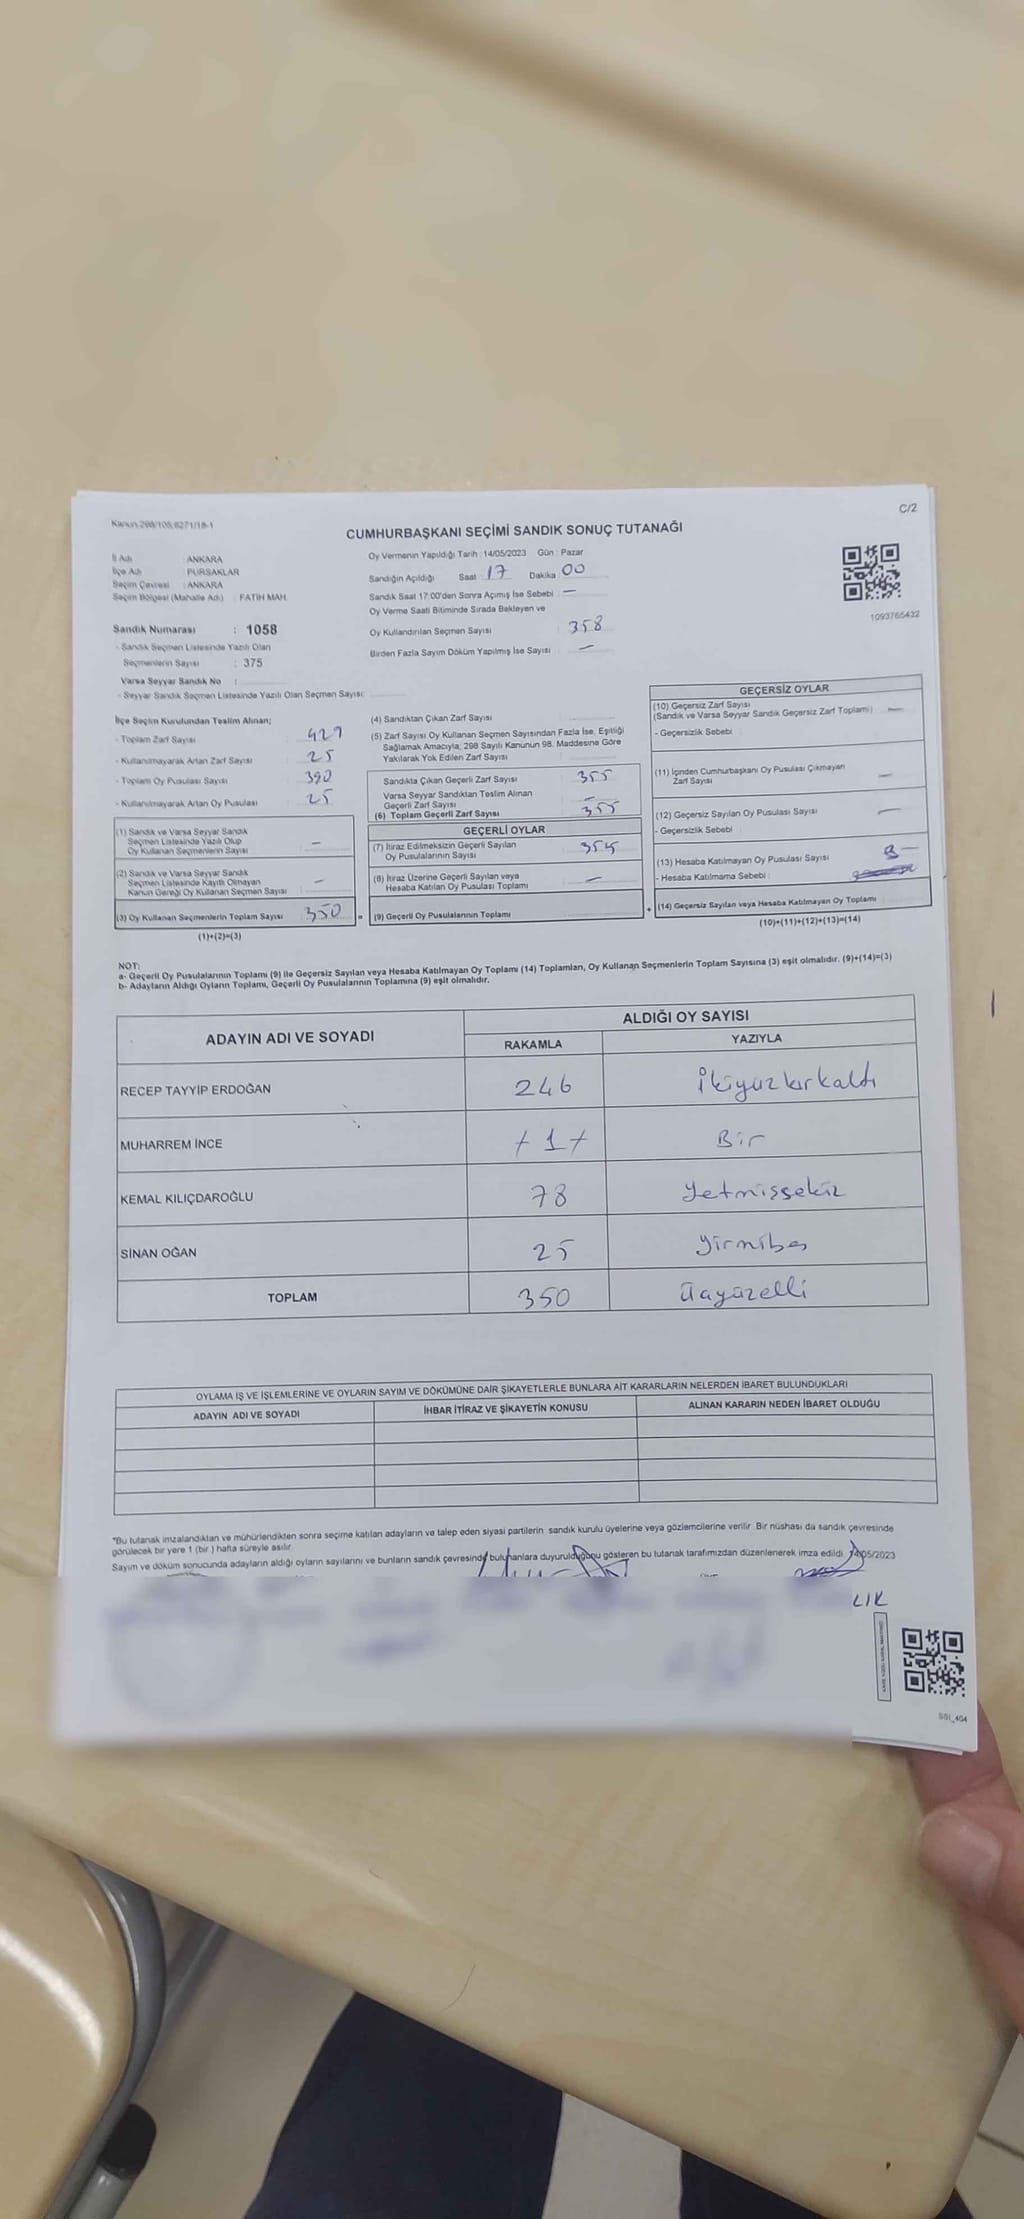 Kanun:298/105;6271/18-1
C/2
CUMHURBAŞKANI SEÇİMİ SANDIK SONUÇ TUTANAĞI
İl Adı : ANKARA
İlçe Adı : PURSAKLAR
Seçim Çevresi : ANKARA
Seçim Bölgesi (Mahalle Adı) : FATİH MAH.
Sandık Numarası : 1058
- Sandık Seçmen Listesinde Yazılı Olan
Seçmenlerin Sayısı : 375
Varsa Seyyar Sandık No :
- Seyyar Sandık Seçmen Listesinde Yazılı Olan Seçmen Sayısı:
Oy Vermenin Yapıldığı Tarih : 14/05/2023 Gün : Pazar
Sandığın Açıldığı Saat : 17 Dakika : 00
Sandık Saat 17:00'den Sonra Açımış İse Sebebi : —
Oy Verme Saati Bitiminde Sırada Bekleyen ve
Oy Kullandırılan Seçmen Sayısı : 358
Birden Fazla Sayım Döküm Yapılmış İse Sayısı : —
1093765432
İlçe Seçim Kurulundan Teslim Alınan;
- Toplam Zarf Sayısı : 429
- Kullanılmayarak Artan Zarf Sayısı : 25
- Toplam Oy Pusulası Sayısı : 390
- Kullanılmayarak Artan Oy Pusulası : 25
(1) Sandık ve Varsa Seyyar Sandık
Seçmen Listesinde Yazılı Olup
Oy Kullanan Seçmenlerin Sayısı : —
(2) Sandık ve Varsa Seyyar Sandık
Seçmen Listesinde Kayıtlı Olmayan
Kanun Gereği Oy Kullanan Seçmen Sayısı : —
(3) Oy Kullanan Seçmenlerin Toplam Sayısı : 350
(1)+(2)=(3)
(4) Sandıktan Çıkan Zarf Sayısı
(5) Zarf Sayısı Oy Kullanan Seçmen Sayısından Fazla İse, Eşitliği
Sağlamak Amacıyla; 298 Sayılı Kanunun 98. Maddesine Göre
Yakılarak Yok Edilen Zarf Sayısı
Sandıkta Çıkan Geçerli Zarf Sayısı : 355
Varsa Seyyar Sandıktan Teslim Alınan
Geçerli Zarf Sayısı : —
(6) Toplam Geçerli Zarf Sayısı : 355
GEÇERLİ OYLAR
(7) İtiraz Edilmeksizin Geçerli Sayılan
Oy Pusulalarının Sayısı :
(8) İtiraz Üzerine Geçerli Sayılan veya
Hesaba Katılan Oy Pusulası Toplamı : —
= (9) Geçerli Oy Pusulalarının Toplamı
GEÇERSİZ OYLAR
(10) Geçersiz Zarf Sayısı
(Sandık ve Varsa Seyyar Sandık Geçersiz Zarf Toplamı) : —
- Geçersizlik Sebebi :
(11) İçinden Cumhurbaşkanı Oy Pusulası Çıkmayan
Zarf Sayısı : —
(12) Geçersiz Sayılan Oy Pusulası Sayısı : —
- Geçersizlik Sebebi :
(13) Hesaba Katılmayan Oy Pusulası Sayısı :
- Hesaba Katılmama Sebebi :
+ (14) Geçersiz Sayılan veya Hesaba Katılmayan Oy Toplamı
(10)+(11)+(12)+(13)=(14)
NOT:
a- Geçerli Oy Pusulalarının Toplamı (9) ile Geçersiz Sayılan veya Hesaba Katılmayan Oy Toplamı (14) Toplamları, Oy Kullanan Seçmenlerin Toplam Sayısına (3) eşit olmalıdır. (9)+(14)=(3)
b- Adayların Aldığı Oyların Toplamı, Geçerli Oy Pusulalarının Toplamına (9) eşit olmalıdır.
ADAYIN ADI VE SOYADI
ALDIĞI OY SAYISI
RAKAMLA YAZIYLA
RECEP TAYYİP ERDOĞAN 246 İkiyüzkırkaltı
MUHARREM İNCE 1 Bir
KEMAL KILIÇDAROĞLU 78 Yetmişsekiz
SİNAN OĞAN 25 Yirmibeş
TOPLAM 350 Üçyüzelli
OYLAMA İŞ VE İŞLEMLERİNE VE OYLARIN SAYIM VE DÖKÜMÜNE DAİR ŞİKAYETLERLE BUNLARA AİT KARARLARIN NELERDEN İBARET BULUNDUKLARI
ADAYIN ADI VE SOYADI İHBAR İTİRAZ VE ŞİKAYETİN KONUSU ALINAN KARARIN NEDEN İBARET OLDUĞU
*Bu tutanak imzalandıktan ve mühürlendikten sonra seçime katılan adayların ve talep eden siyasi partilerin sandık kurulu üyelerine veya gözlemcilerine verilir. Bir nüshası da sandık çevresinde
görülecek bir yere 1 (bir) hafta süreyle asılır.
Sayım ve döküm sonucunda adayların aldığı oyların sayılarını ve bunların sandık çevresinde bulunanlara duyurulduğunu gösteren bu tutanak tarafımızdan düzenlenerek imza edildi. 14/05/2023
LIK
SSI_404